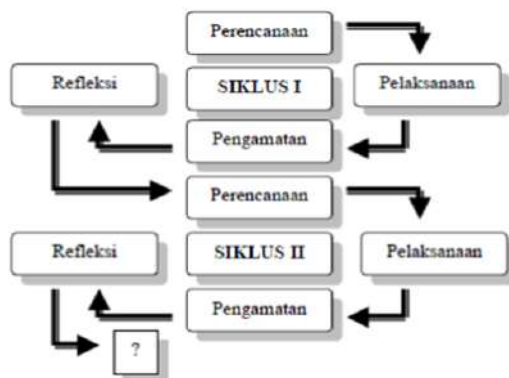 Perencanaan
Refleksi
SIKLUS I
Pelaksanaan
Pengamatan
Perencanaan
Refleksi
SIKLUS II
Pelaksanaan
Pengamatan
?